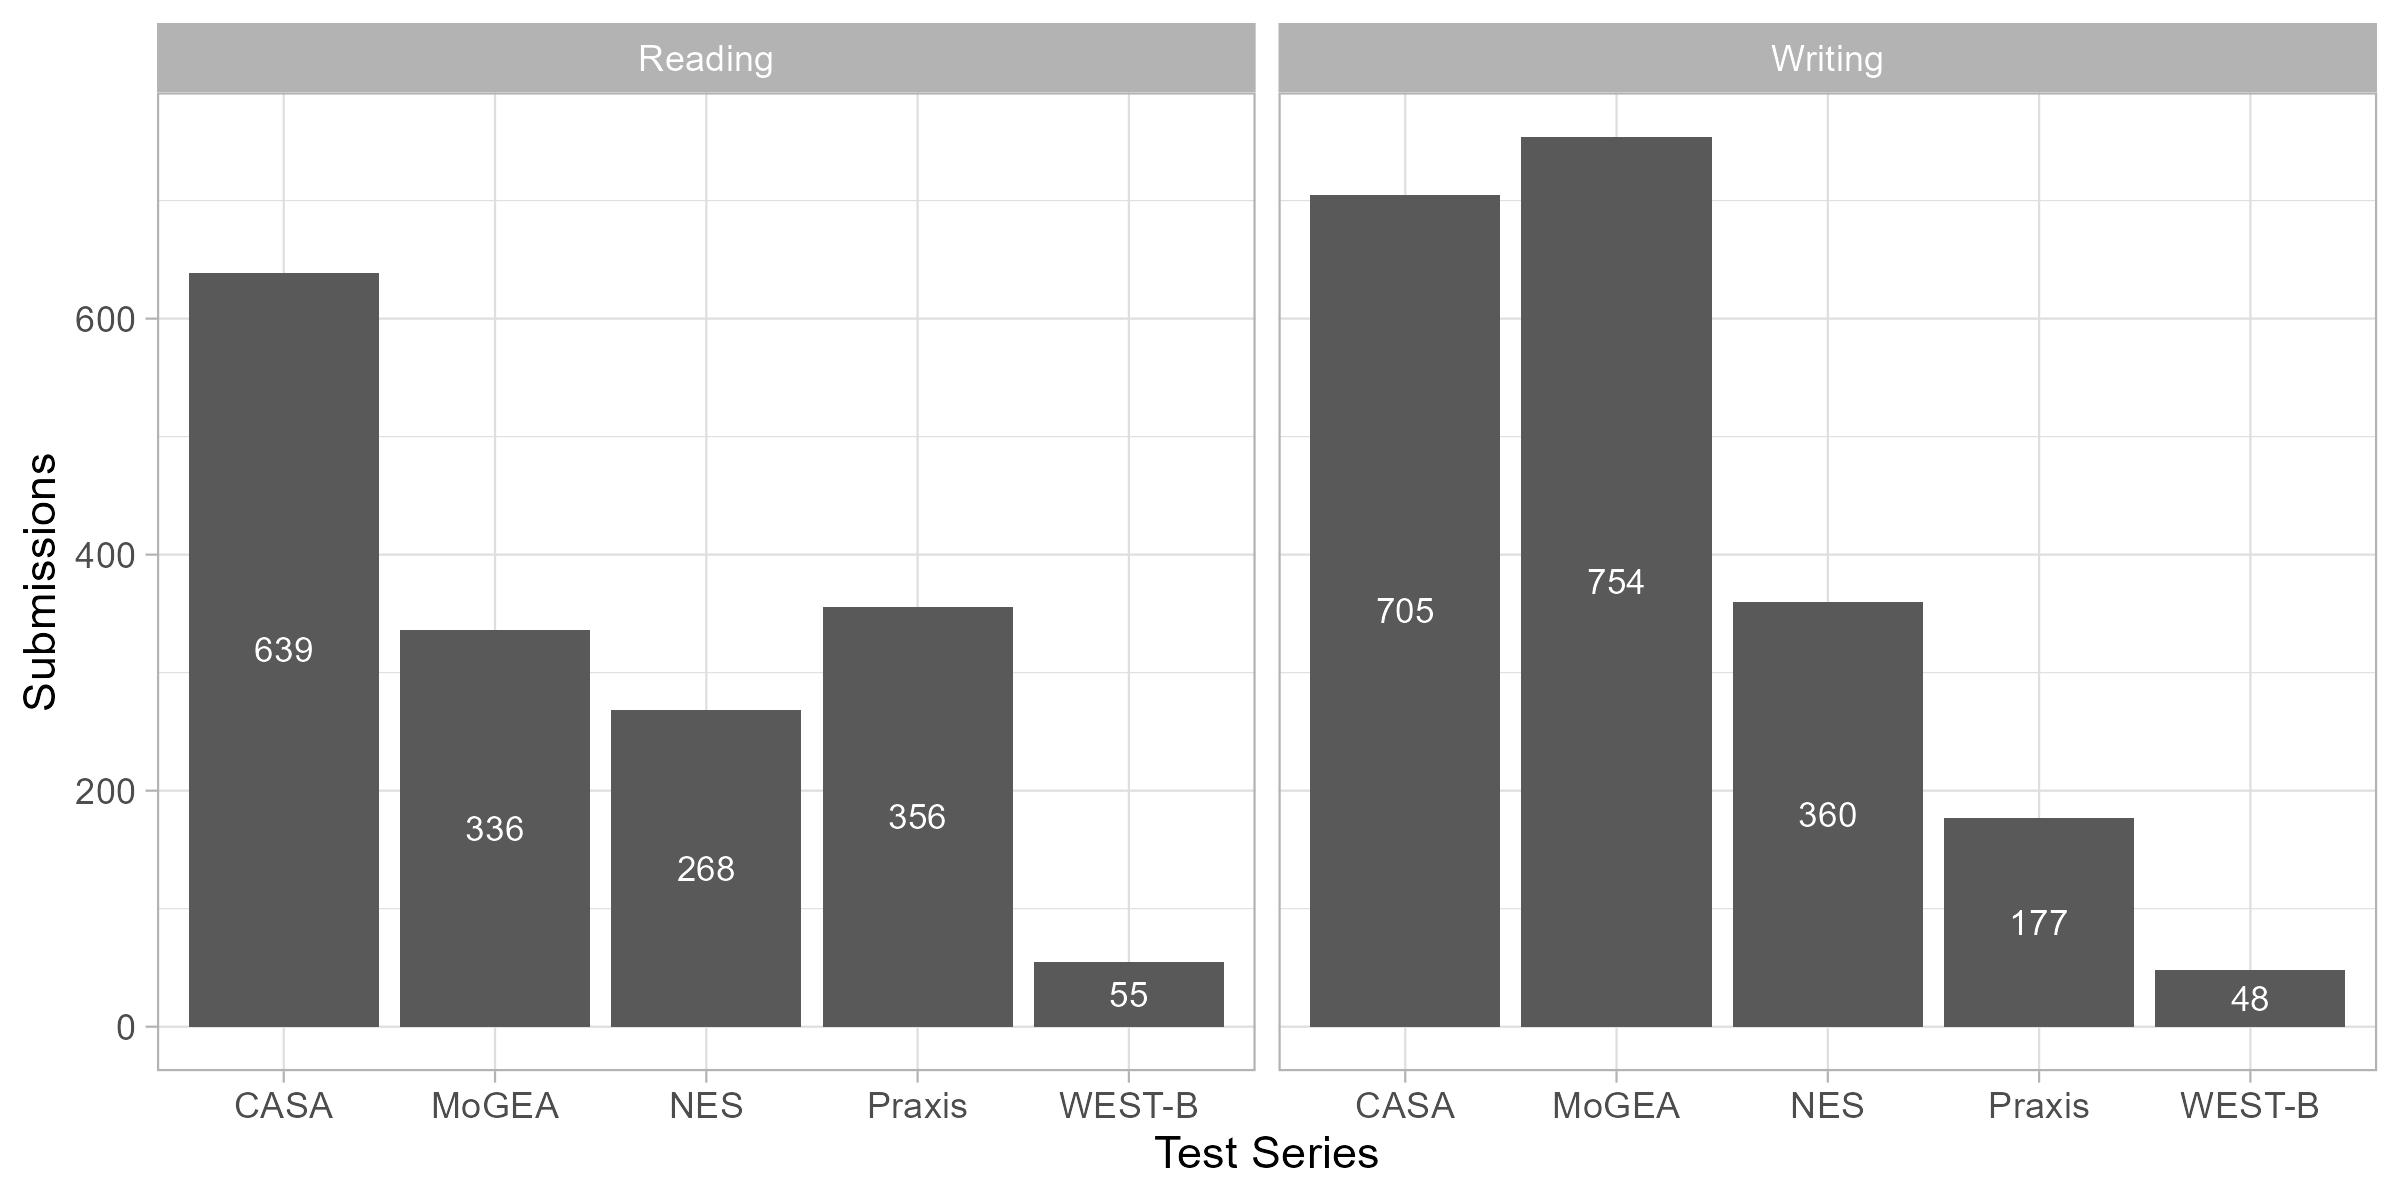 Reading
Writing
Submissions
600
400
200
0
639
336
268
356
55
705
754
360
177
48
CASA MoGEA NES Praxis WEST-B
CASA MoGEA NES Praxis WEST-B
Test Series